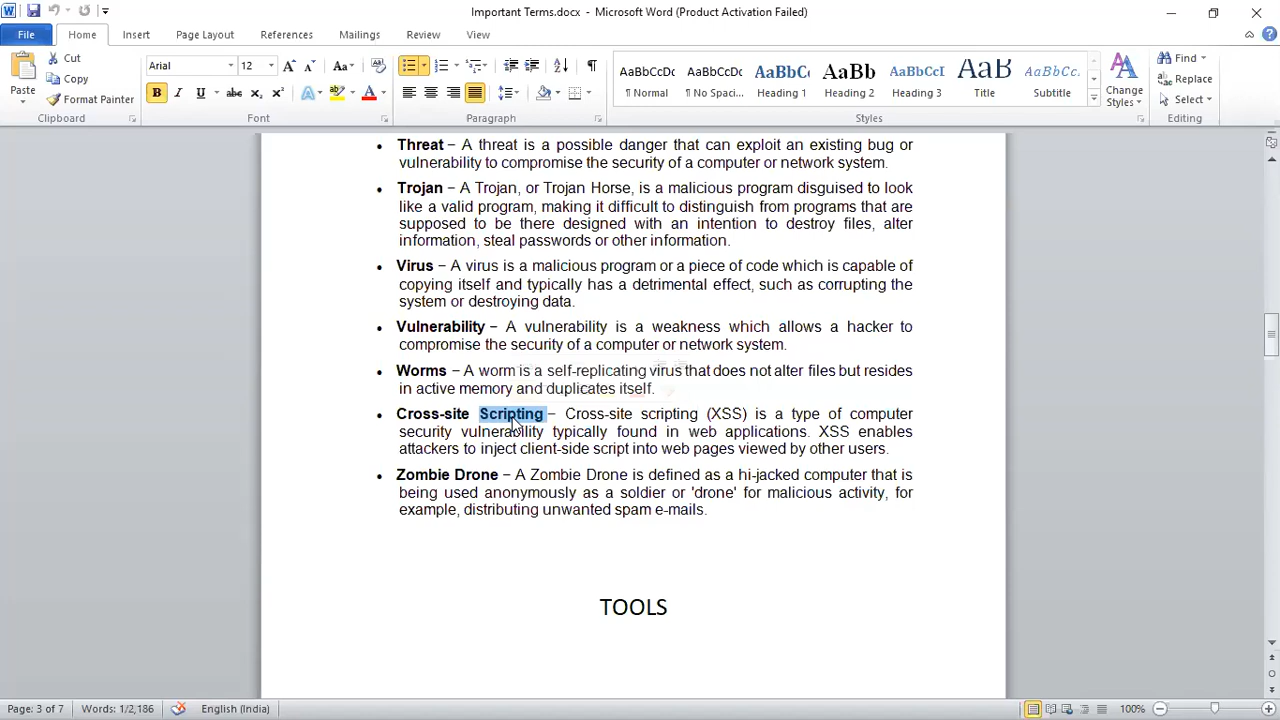 Important Terms.docx - Microsoft Word (Product Activation Failed)
File Home Insert Page Layout References Mailings Review View
Paste Cut Copy Format Painter Clipboard
Arial 12 Font
Paragraph
AaBbCcDc AaBbCcDc AaBbCc AaBbCc AaBbCcI AaB AaBbCc.
¶ Normal ¶ No Spaci... Heading 1 Heading 2 Heading 3 Title Subtitle Change Styles Styles
Find Replace Select Editing
• Threat − A threat is a possible danger that can exploit an existing bug or
vulnerability to compromise the security of a computer or network system.
• Trojan − A Trojan, or Trojan Horse, is a malicious program disguised to look
like a valid program, making it difficult to distinguish from programs that are
supposed to be there designed with an intention to destroy files, alter
information, steal passwords or other information.
• Virus − A virus is a malicious program or a piece of code which is capable of
copying itself and typically has a detrimental effect, such as corrupting the
system or destroying data.
• Vulnerability − A vulnerability is a weakness which allows a hacker to
compromise the security of a computer or network system.
• Worms − A worm is a self-replicating virus that does not alter files but resides
in active memory and duplicates itself.
• Cross-site Scripting − Cross-site scripting (XSS) is a type of computer
security vulnerability typically found in web applications. XSS enables
attackers to inject client-side script into web pages viewed by other users.
• Zombie Drone − A Zombie Drone is defined as a hi-jacked computer that is
being used anonymously as a soldier or 'drone' for malicious activity, for
example, distributing unwanted spam e-mails.
TOOLS
Page: 3 of 7 Words: 1/2,186 English (India) 100%